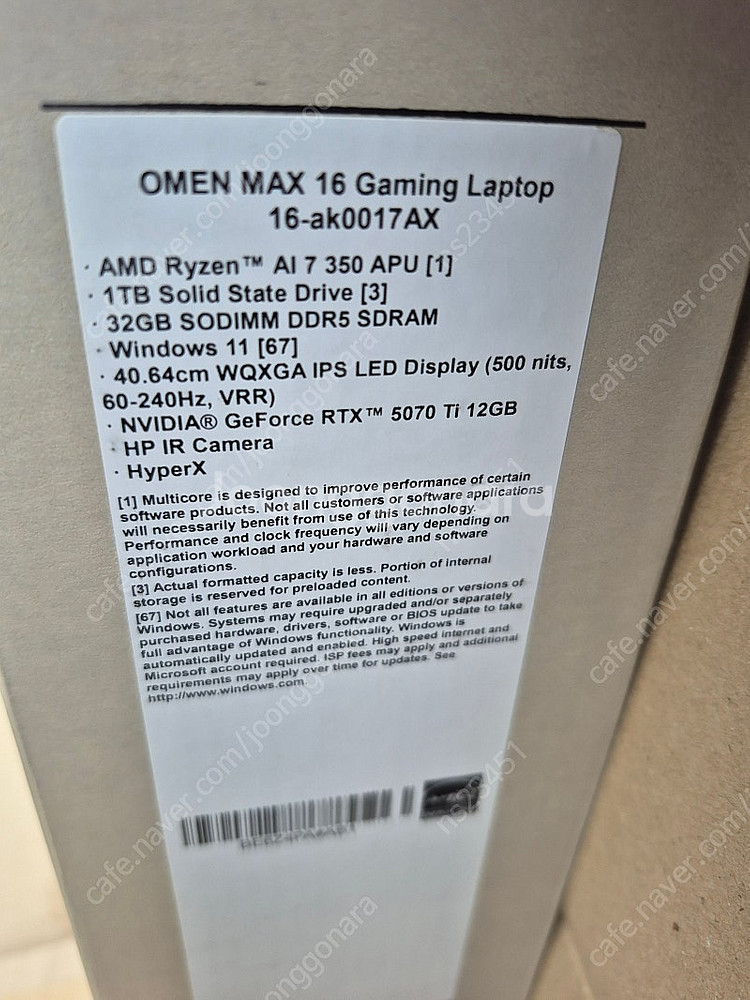 OMEN MAX 16 Gaming Laptop
16-ak0017AX
· AMD Ryzen™ AI 7 350 APU [1]
· 1TB Solid State Drive [3]
· 32GB SODIMM DDR5 SDRAM
· Windows 11 [67]
· 40.64cm WQXGA IPS LED Display (500 nits,
60-240Hz, VRR)
· NVIDIA® GeForce RTX™ 5070 Ti 12GB
· HP IR Camera
· HyperX
[1] Multicore is designed to improve performance of certain
software products. Not all customers or software applications
will necessarily benefit from use of this technology.
Performance and clock frequency will vary depending on
application workload and your hardware and software
configurations.
[3] Actual formatted capacity is less. Portion of internal
storage is reserved for preloaded content.
[67] Not all features are available in all editions or versions of
Windows. Systems may require upgraded and/or separately
purchased hardware, drivers, software or BIOS update to take
full advantage of Windows functionality. Windows is
automatically updated and enabled. High speed internet and
Microsoft account required. ISP fees may apply and additional
requirements may apply over time for updates. See
http://www.windows.com
cafe.naver.com/joonggonara
ns23451